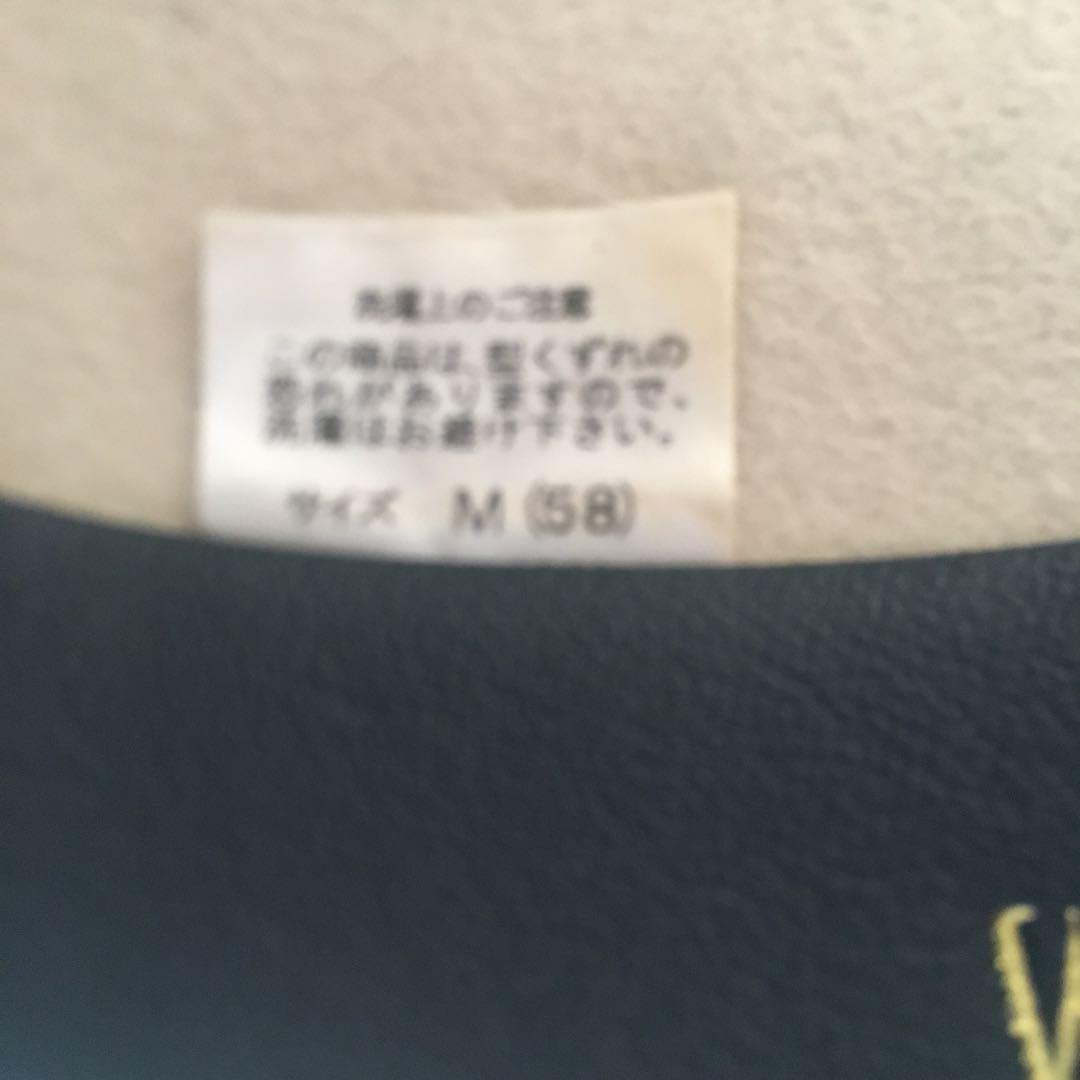 洗濯上のご注意
この商品は、型くずれの
恐れがありますので、
洗濯はお避け下さい。
サイズ M (58)